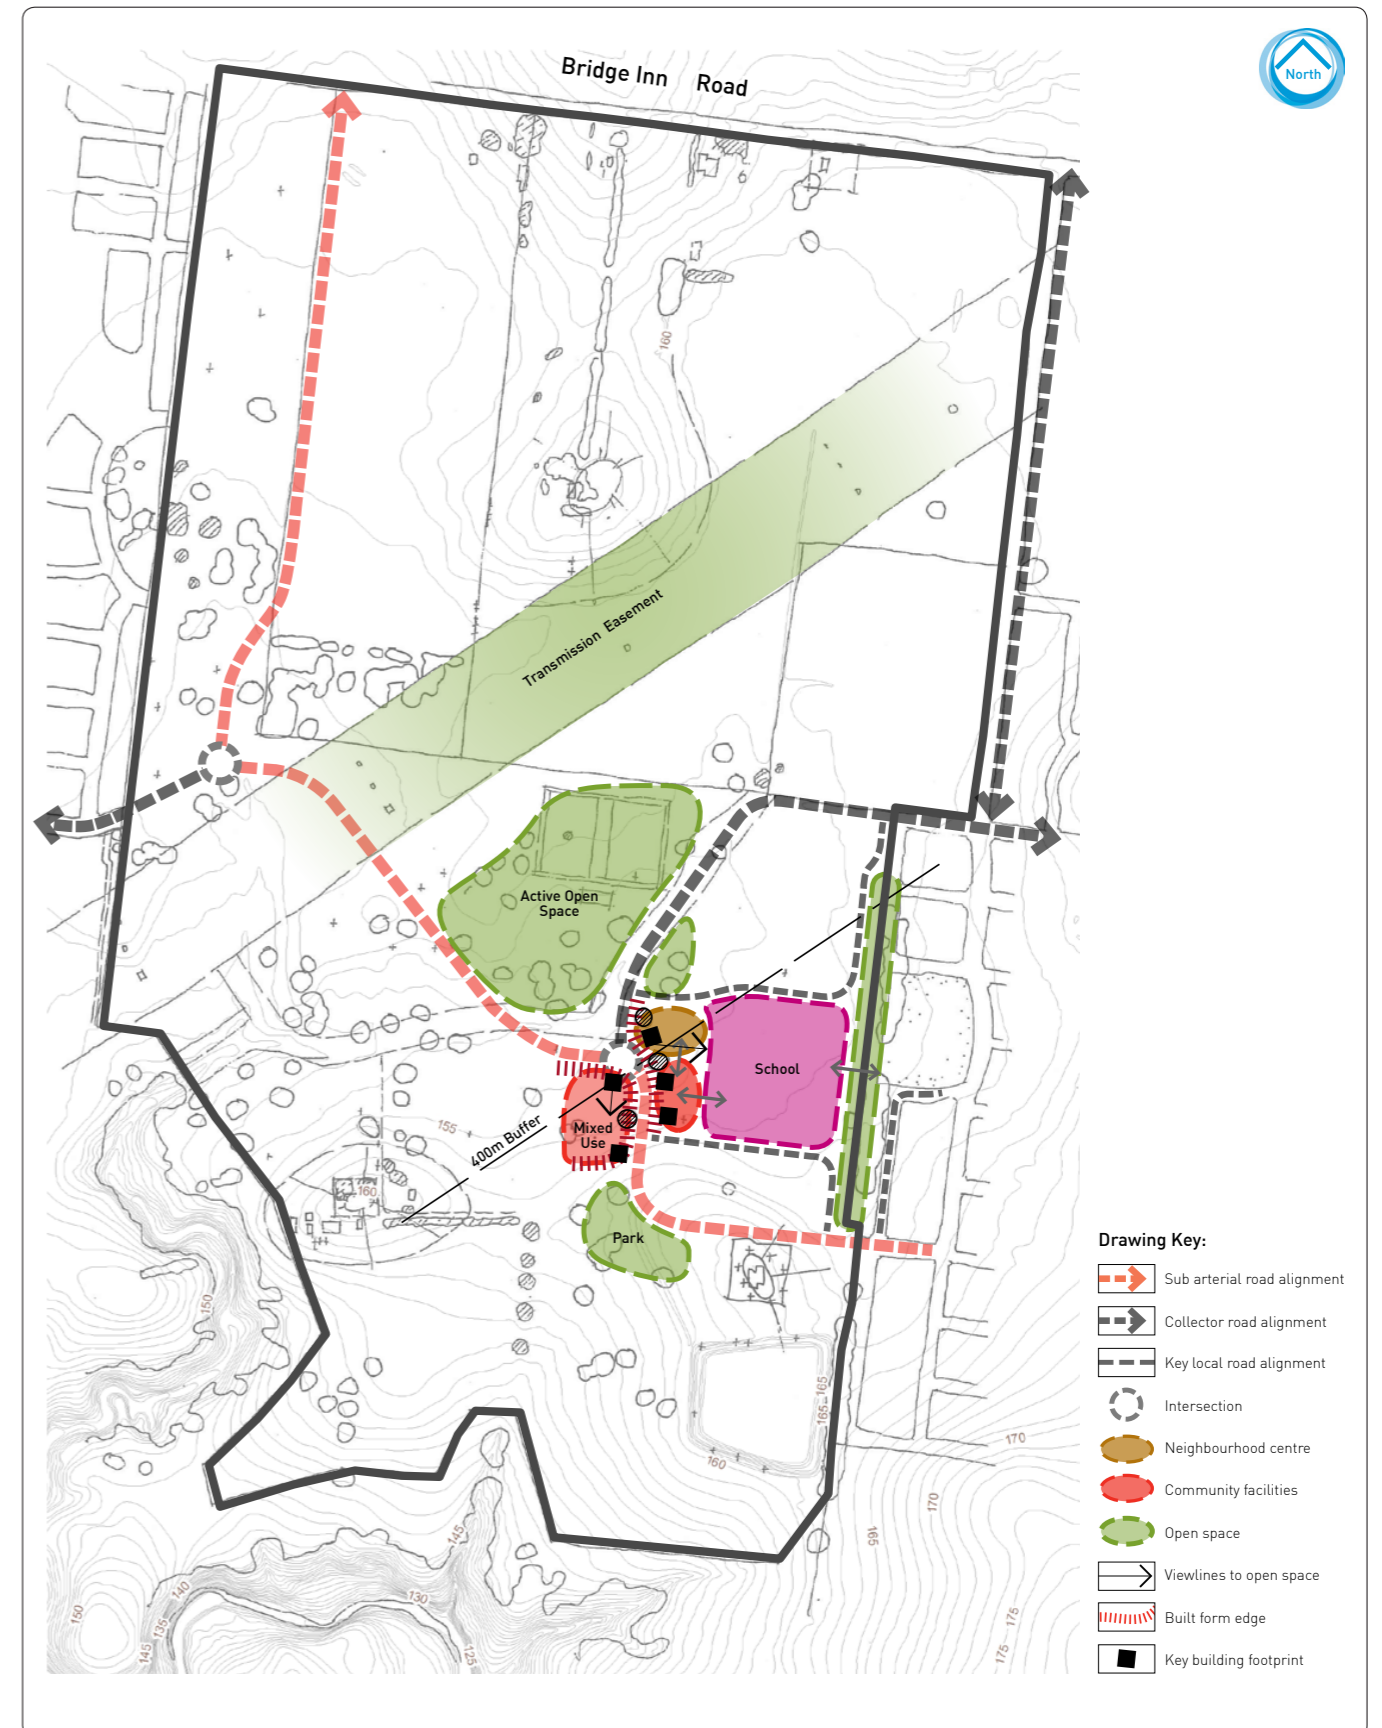 Bridge Inn Road
North
160
Transmission Easement
Active Open
Space
School
Mixed
Use
400m Buffer
155
160
Park
150
165
165
160
170
170
165
145
140
130
150
135
145
125
175
175
Drawing Key:
Sub arterial road alignment
Collector road alignment
Key local road alignment
Intersection
Neighbourhood centre
Community facilities
Open space
Viewlines to open space
Built form edge
Key building footprint